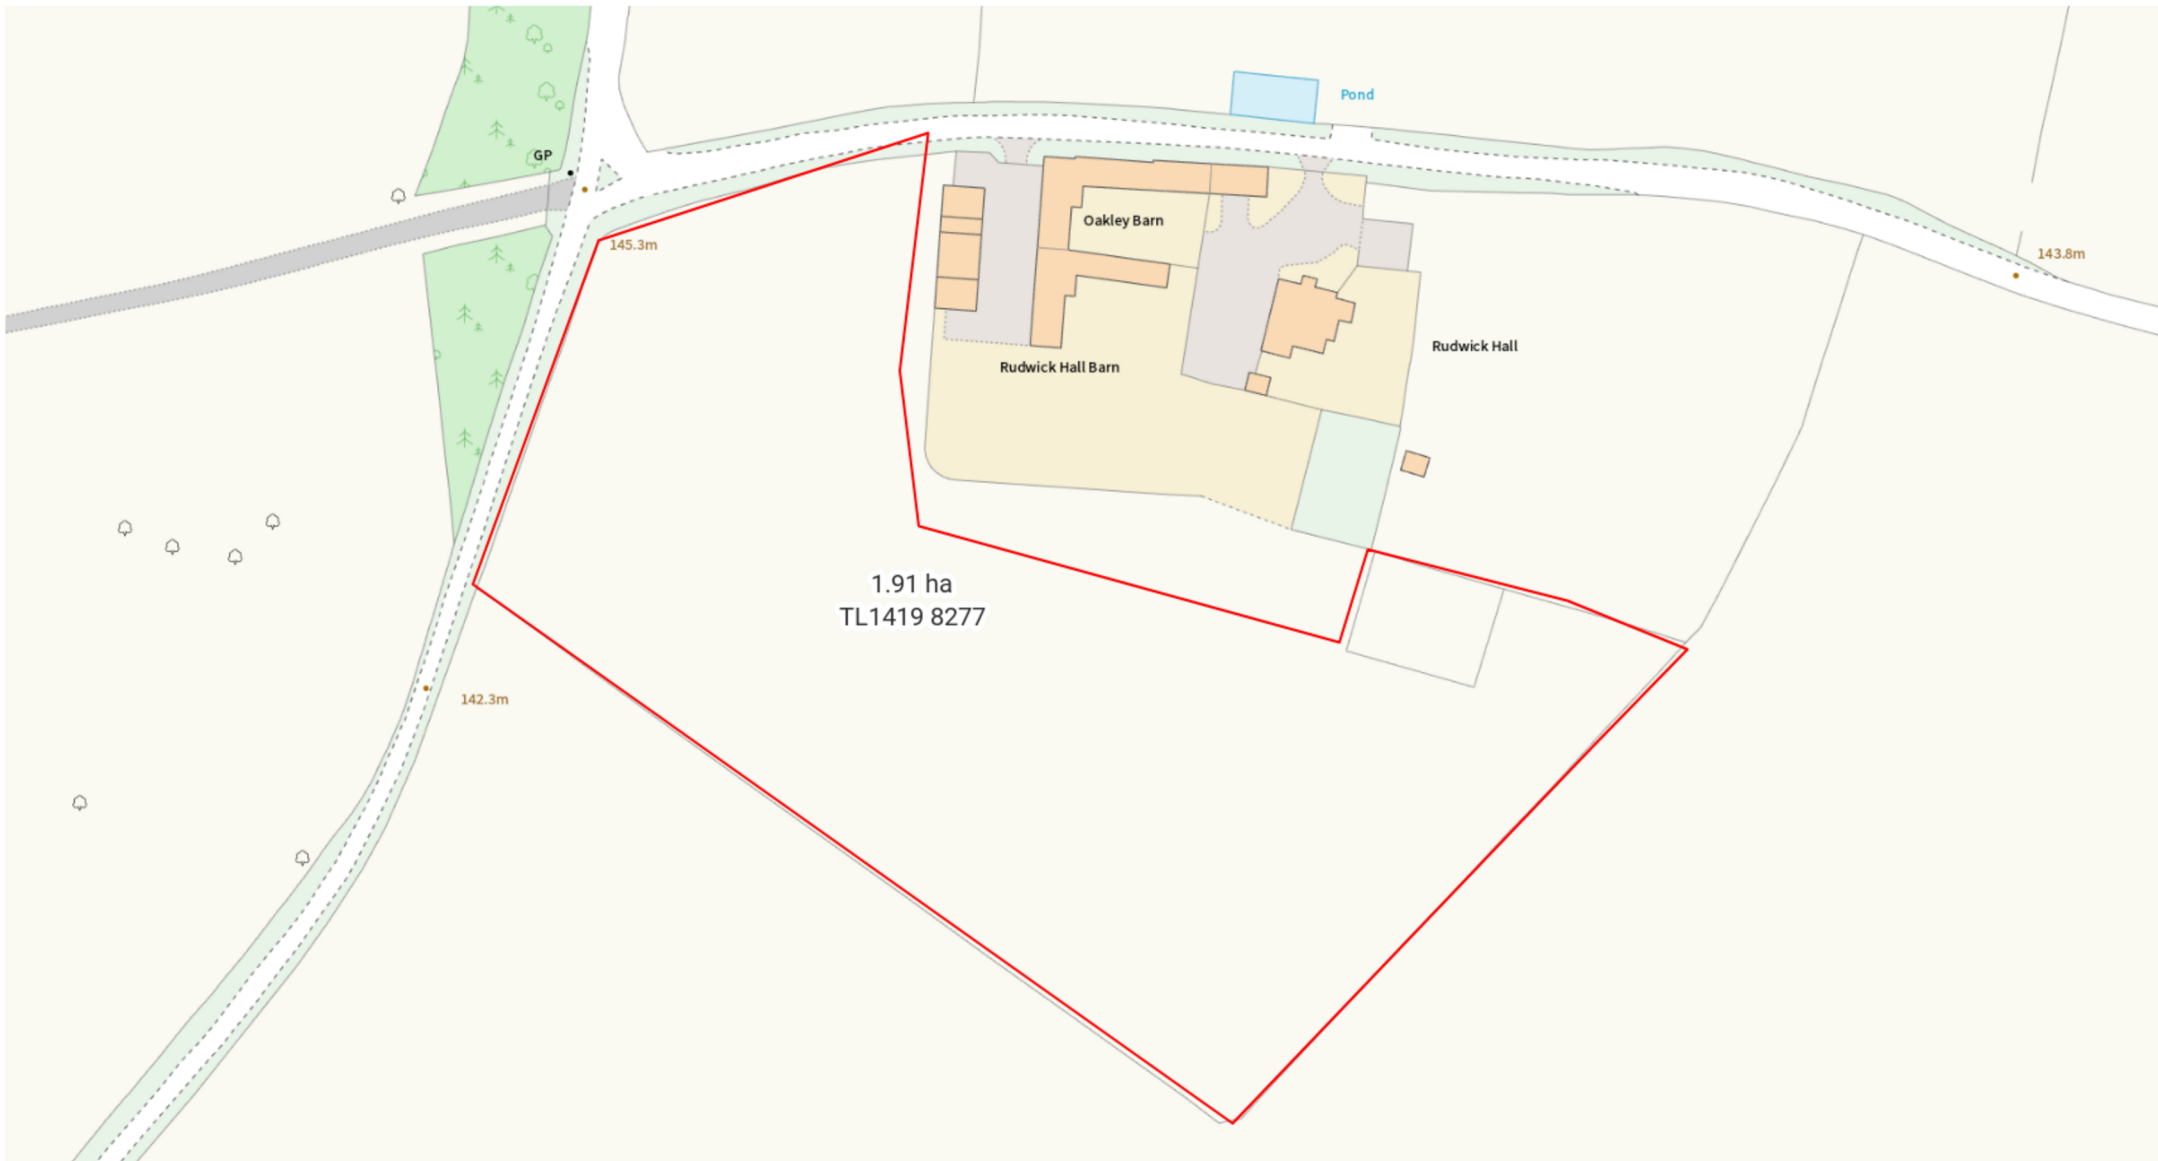 Pond
GP
Oakley Barn
145.3m
143.8m
Rudwick Hall
Rudwick Hall Barn
1.91 ha
TL1419 8277
142.3m